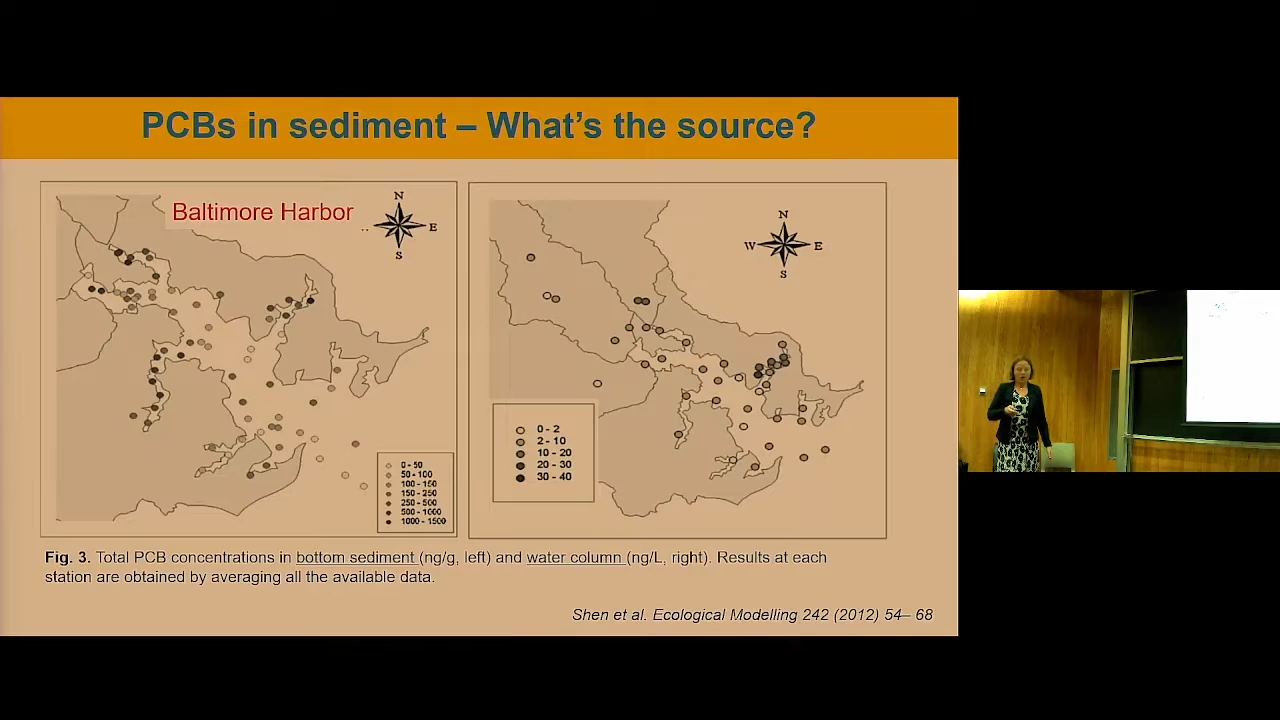 PCBs in sediment – What's the source?
Baltimore Harbor
N
E
S
0 - 50
50 - 100
100 - 150
150 - 250
250 - 500
500 - 1000
1000 - 1500
N
W
E
S
0 - 2
2 - 10
10 - 20
20 - 30
30 - 40
Fig. 3. Total PCB concentrations in bottom sediment (ng/g, left) and water column (ng/L, right). Results at each
station are obtained by averaging all the available data.
Shen et al. Ecological Modelling 242 (2012) 54– 68